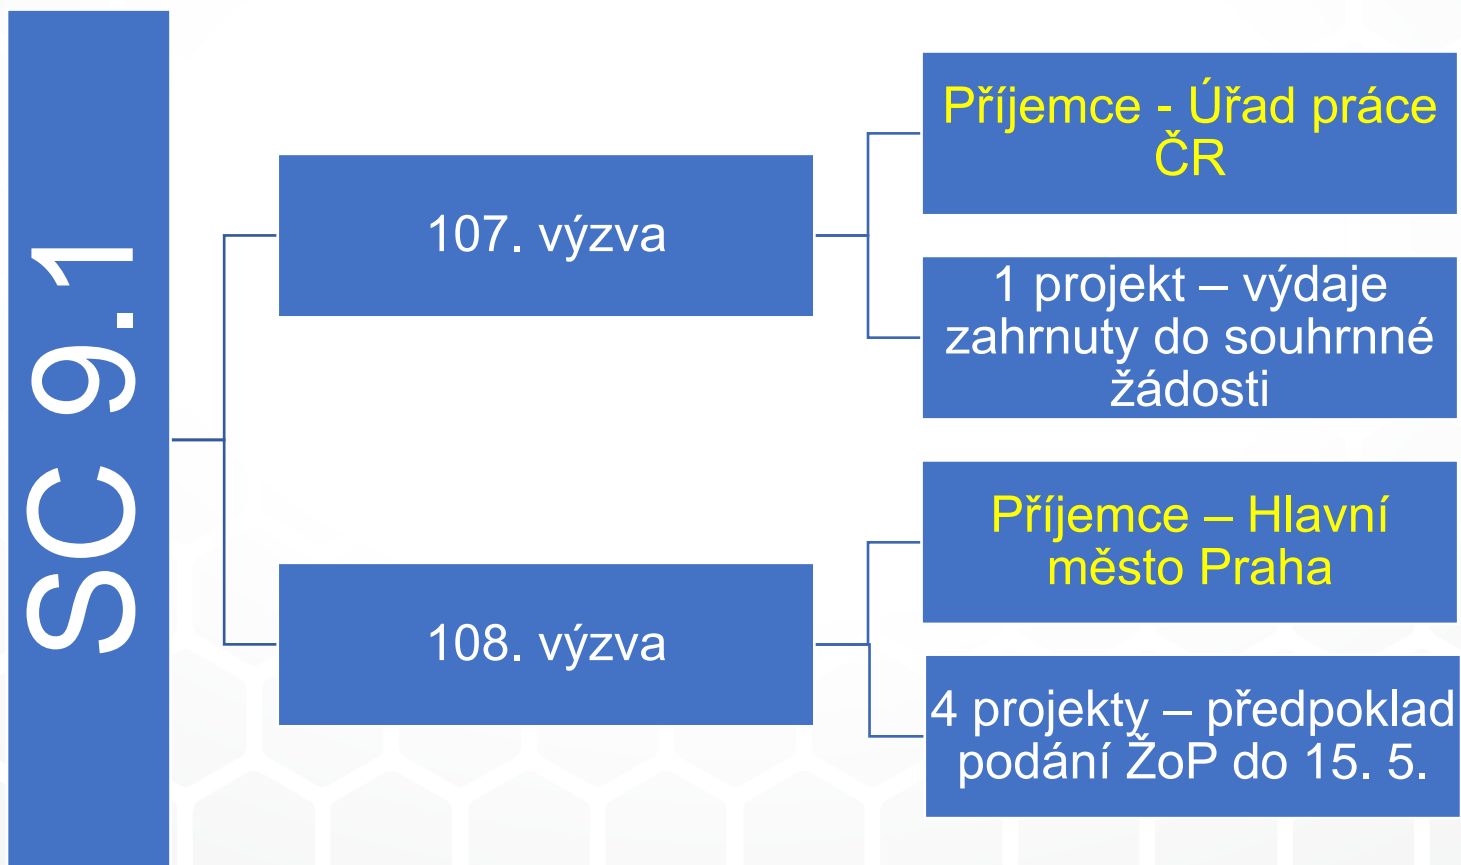 SC 9.1
107. výzva
Příjemce - Úřad práce
ČR
1 projekt – výdaje
zahrnuty do souhrnné
žádosti
108. výzva
Příjemce – Hlavní
město Praha
4 projekty – předpoklad
podání ŽoP do 15. 5.